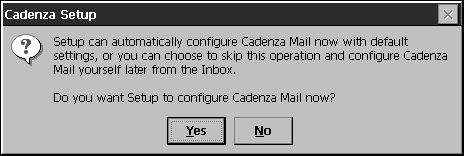 Cadenza Setup
Setup can automatically configure Cadenza Mail now with default
settings, or you can choose to skip this operation and configure Cadenza
Mail yourself later from the Inbox.
Do you want Setup to configure Cadenza Mail now?
Yes
No